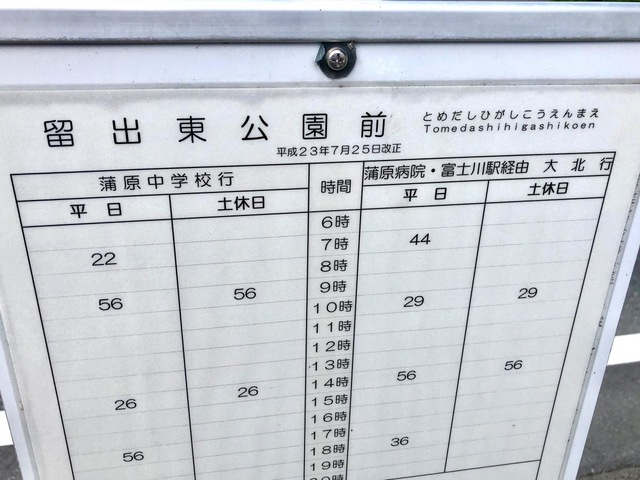 留出東公園前
とめだしひがしこうえんまえ
Tomedashihigashikoen
平成23年7月25日改正
蒲原中学校行 時間 蒲原病院・富士川駅経由 大北行
平日 土休日 平日 土休日
6時
22 7時 44
8時
56 56 9時
10時 29 29
11時
12時
13時
26 26 14時 56 56
15時
16時
56 17時
18時 36
19時